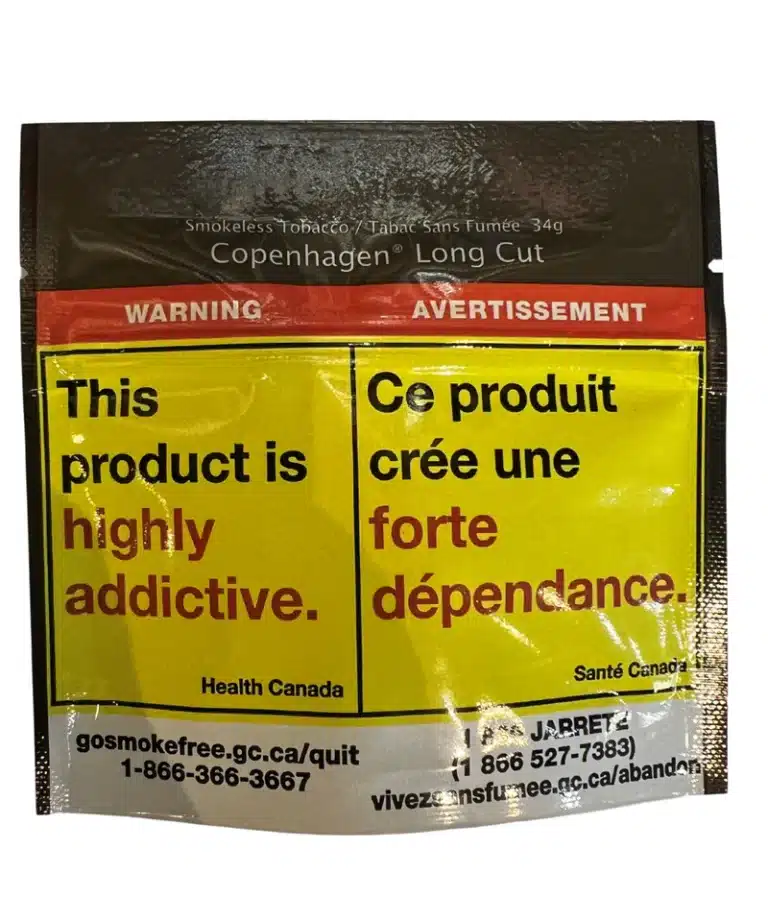 Smokeless Tobacco / Tabac Sans Fumée 34g
Copenhagen® Long Cut
WARNING
AVERTISSEMENT
This
product is
highly
addictive.
Health Canada
Ce produit
crée une
forte
dépendance.
Santé Canada
gosmokefree.gc.ca/quit
1-866-366-3667
1 JARRETE
(1 866 527-7383)
vivezsansfumee.gc.ca/abandon